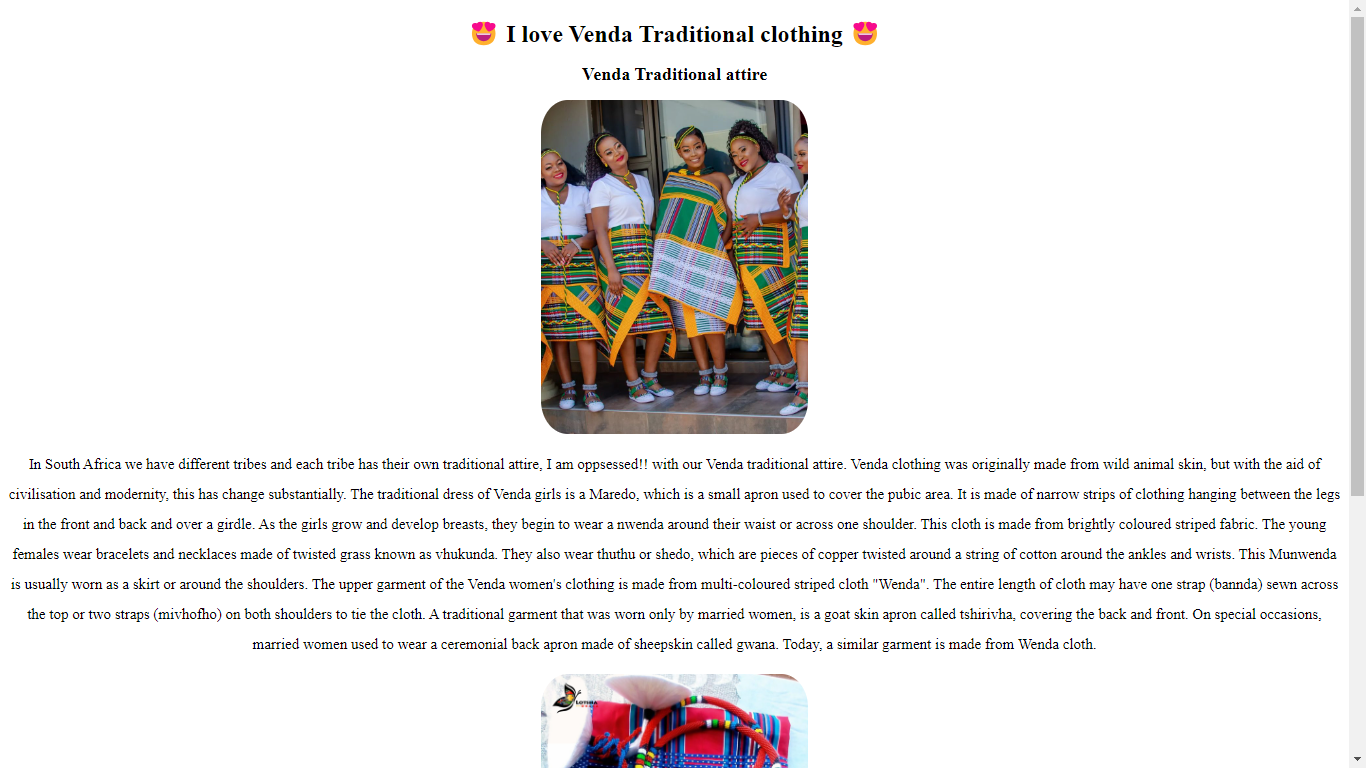 😍 I love Venda Traditional clothing 😍
Venda Traditional attire
In South Africa we have different tribes and each tribe has their own traditional attire, I am oppsessed!! with our Venda traditional attire. Venda clothing was originally made from wild animal skin, but with the aid of
civilisation and modernity, this has change substantially. The traditional dress of Venda girls is a Maredo, which is a small apron used to cover the pubic area. It is made of narrow strips of clothing hanging between the legs
in the front and back and over a girdle. As the girls grow and develop breasts, they begin to wear a nwenda around their waist or across one shoulder. This cloth is made from brightly coloured striped fabric. The young
females wear bracelets and necklaces made of twisted grass known as vhukunda. They also wear thuthu or shedo, which are pieces of copper twisted around a string of cotton around the ankles and wrists. This Munwenda
is usually worn as a skirt or around the shoulders. The upper garment of the Venda women's clothing is made from multi-coloured striped cloth "Wenda". The entire length of cloth may have one strap (bannda) sewn across
the top or two straps (mivhofho) on both shoulders to tie the cloth. A traditional garment that was worn only by married women, is a goat skin apron called tshirivha, covering the back and front. On special occasions,
married women used to wear a ceremonial back apron made of sheepskin called gwana. Today, a similar garment is made from Wenda cloth.